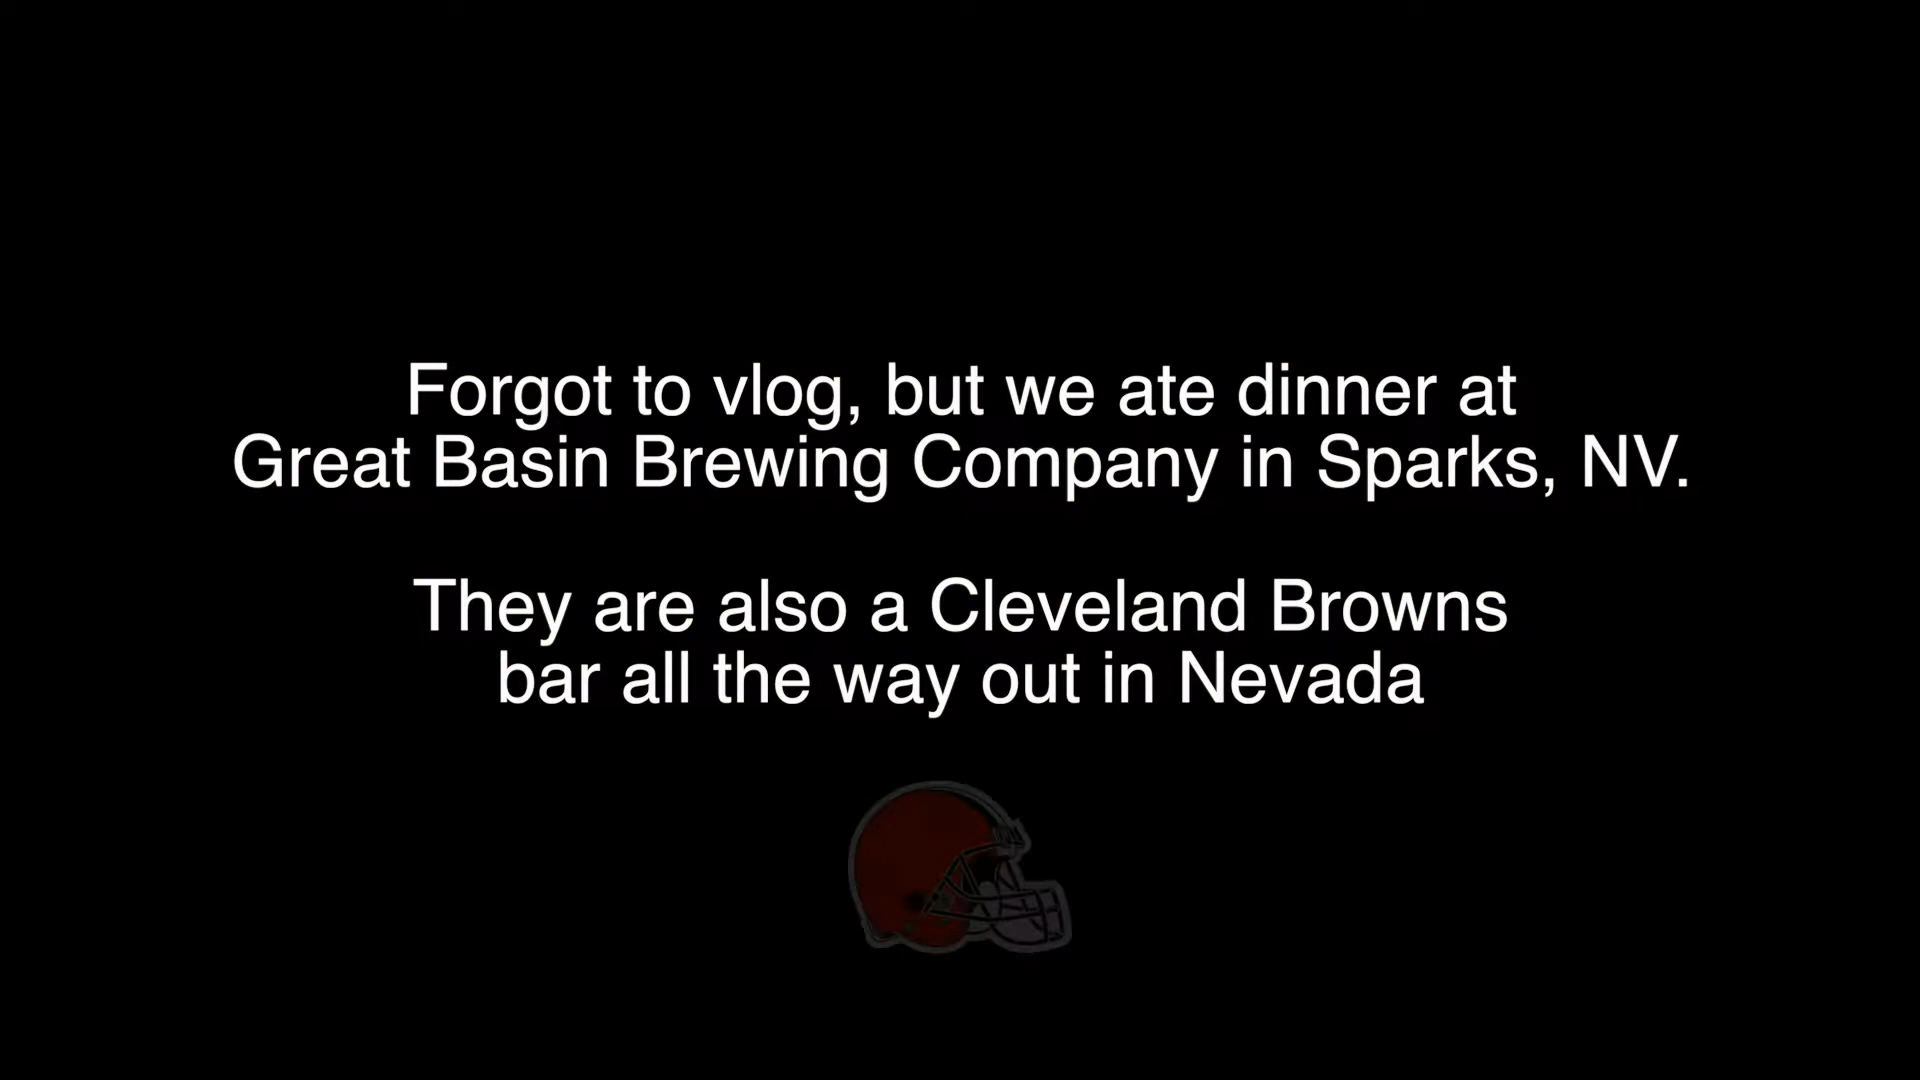 Forgot to vlog, but we ate dinner at
Great Basin Brewing Company in Sparks, NV.
They are also a Cleveland Browns
bar all the way out in Nevada